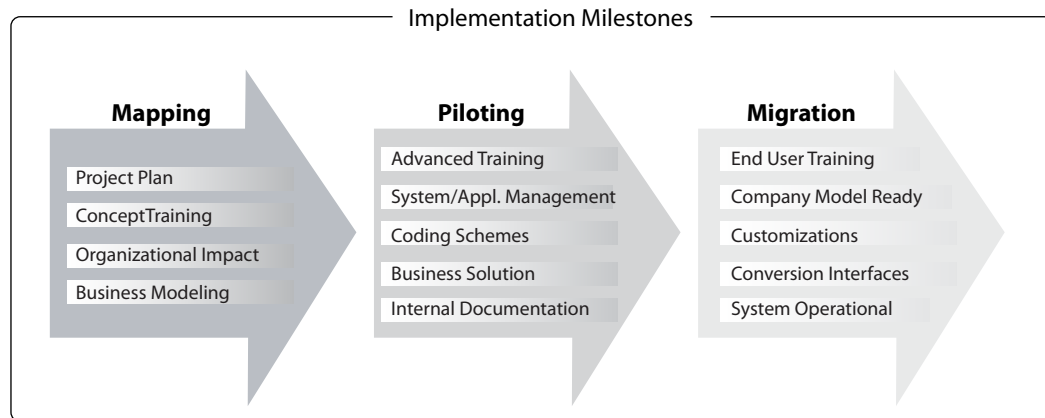 Implementation Milestones
Mapping
Project Plan
ConceptTraining
Organizational Impact
Business Modeling
Piloting
Advanced Training
System/Appl. Management
Coding Schemes
Business Solution
Internal Documentation
Migration
End User Training
Company Model Ready
Customizations
Conversion Interfaces
System Operational